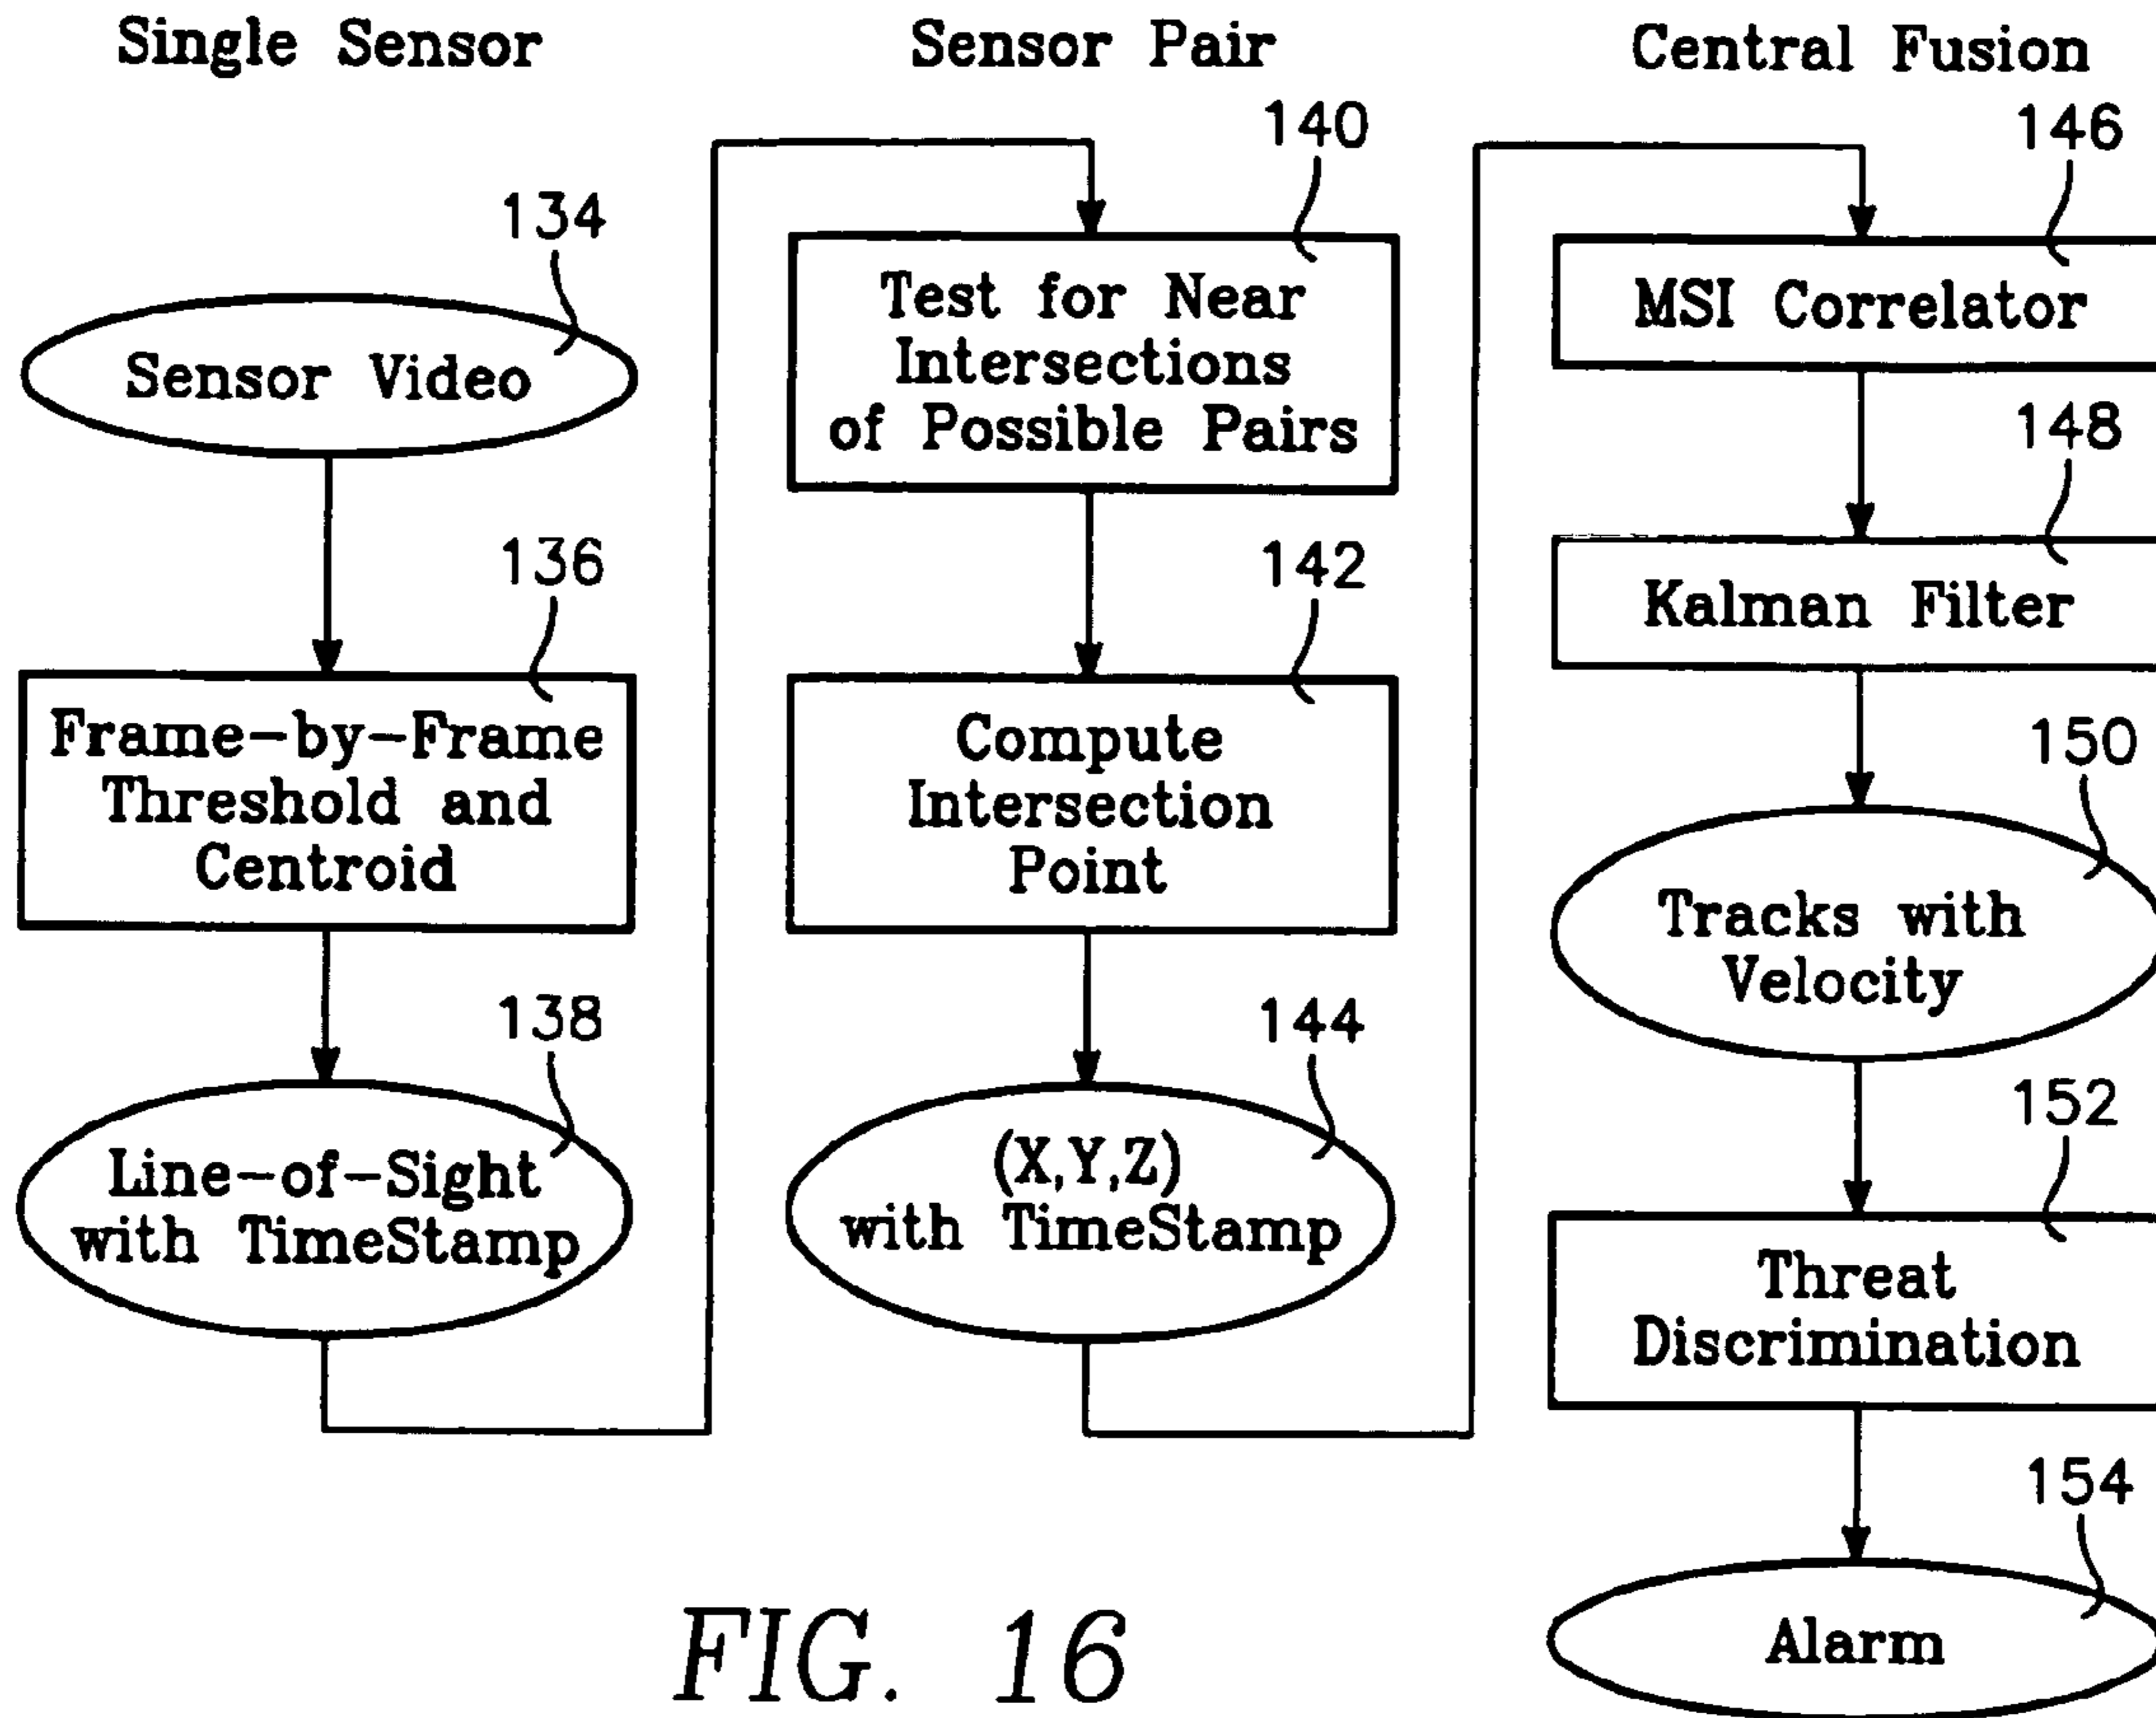 Single Sensor
134
Sensor Video
136
Frame-by-Frame
Threshold and
Centroid
138
Line-of-Sight
with TimeStamp
Sensor Pair
140
Test for Near
Intersections
of Possible Pairs
142
Compute
Intersection
Point
144
(X,Y,Z)
with TimeStamp
Central Fusion
146
MSI Correlator
148
Kalman Filter
150
Tracks with
Velocity
152
Threat
Discrimination
154
Alarm
FIG. 16